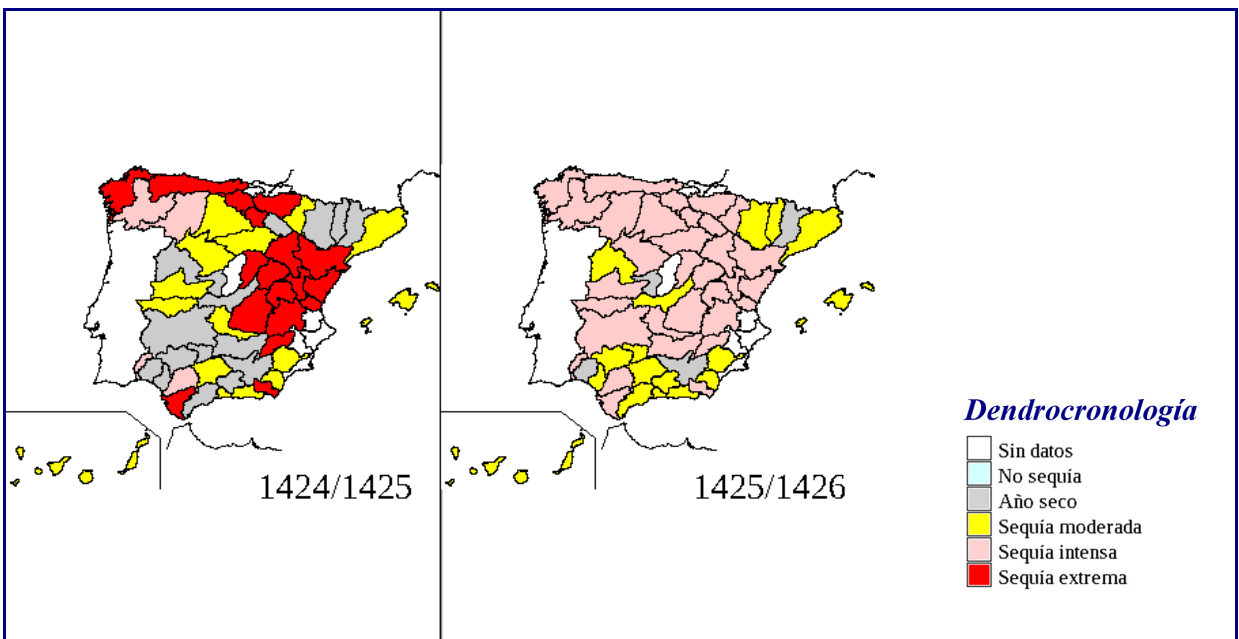 1424/1425
1425/1426
Dendrocronología
Sin datos
No sequía
Año seco
Sequía moderada
Sequía intensa
Sequía extrema